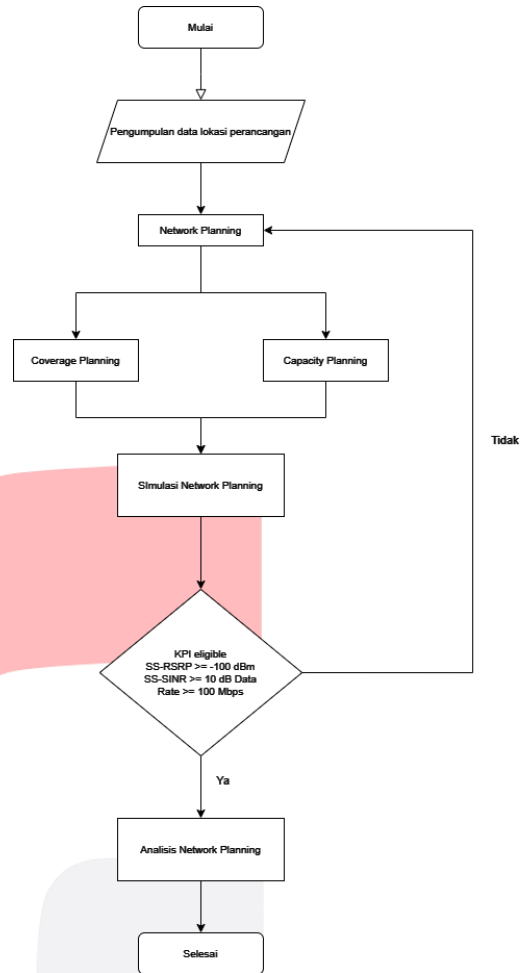 Mulai
Pengumpulan data lokasi perancangan
Network Planning
Coverage Planning
Capacity Planning
Tidak
SImulasi Network Planning
KPI eligible
SS-RSRP >= -100 dBm
SS-SINR >= 10 dB Data
Rate >= 100 Mbps
Ya
Analisis Network Planning
Selesai